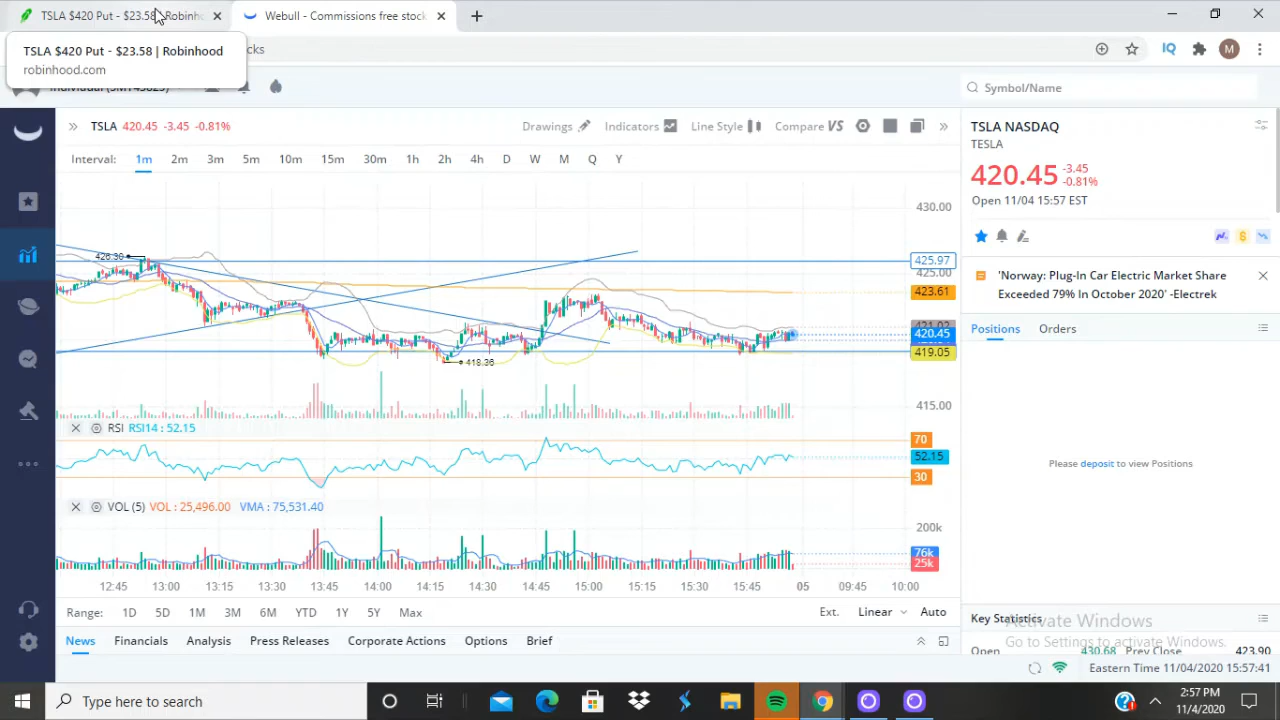 TSLA $420 Put - $23.58 | Robinh
Webull - Commissions free stock
TSLA $420 Put - $23.58 | Robinhood
robinhood.com
cks
IQ
M
Symbol/Name
TSLA 420.45 -3.45 -0.81%
Drawings
Indicators
Line Style
Compare VS
Interval: 1m 2m 3m 5m 10m 15m 30m 1h 2h 4h D W M Q Y
430.00
426.30
425.97
425.00
423.61
420.45
419.05
418.36
415.00
RSI RSI14 : 52.15
70
52.15
30
VOL (5) VOL : 25,496.00 VMA : 75,531.40
200k
76k
25k
12:45 13:00 13:15 13:30 13:45 14:00 14:15 14:30 14:45 15:00 15:15 15:30 15:45 05 09:45 10:00
Range: 1D 5D 1M 3M 6M YTD 1Y 5Y Max
Ext. Linear Auto
News Financials Analysis Press Releases Corporate Actions Options Brief
TSLA NASDAQ
TESLA
420.45
-3.45
-0.81%
Open 11/04 15:57 EST
'Norway: Plug-In Car Electric Market Share
Exceeded 79% In October 2020' -Electrek
Positions Orders
Please deposit to view Positions
Key Statistics
Activate Windows
Go to Settings to activate Windows.
Open 430.68 Prev Close 423.90
Eastern Time 11/04/2020 15:57:41
Type here to search
2:57 PM
11/4/2020